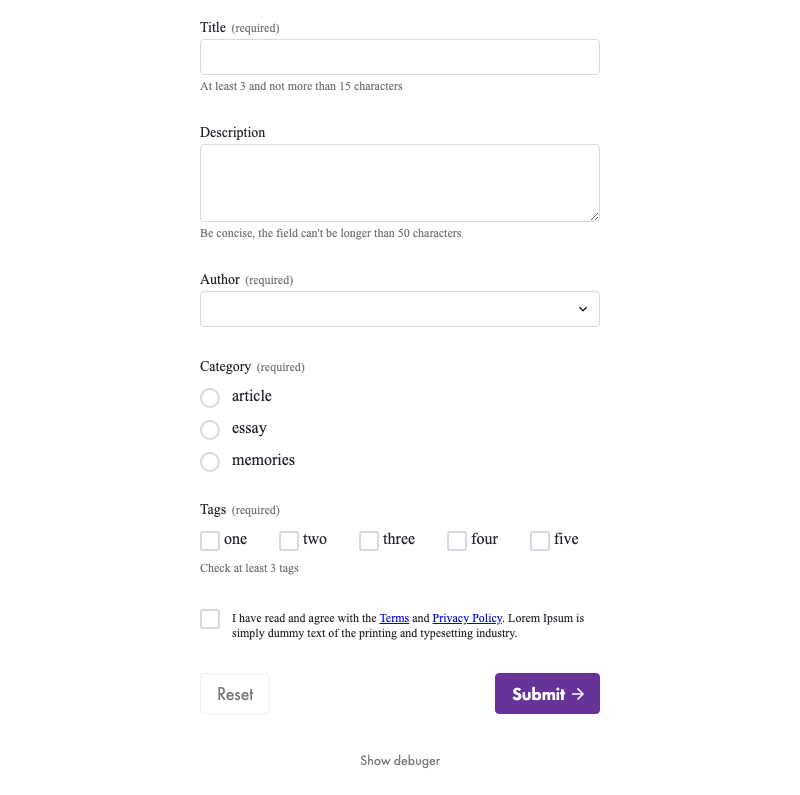 Title (required)
At least 3 and not more than 15 characters
Description
Be concise, the field can't be longer than 50 characters
Author (required)
Category (required)
article
essay
memories
Tags (required)
one two three four five
Check at least 3 tags
I have read and agree with the Terms and Privacy Policy. Lorem Ipsum is
simply dummy text of the printing and typesetting industry.
Reset Submit →
Show debuger